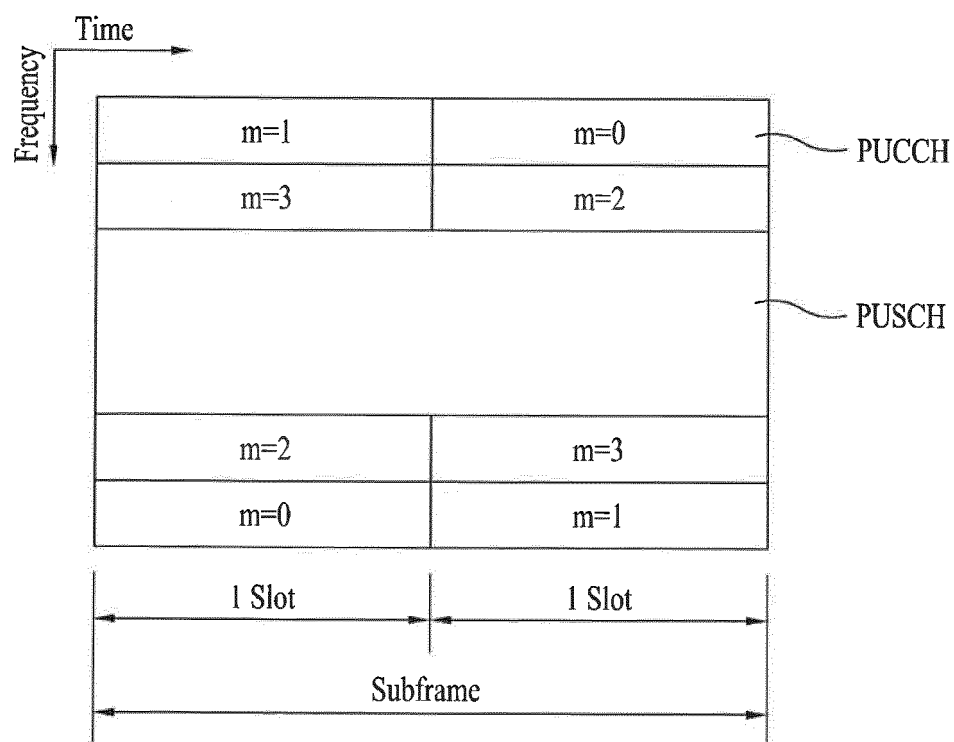 Time
Frequency
m=1 m=0
PUCCH
m=3 m=2
PUSCH
m=2 m=3
m=0 m=1
1 Slot 1 Slot
Subframe